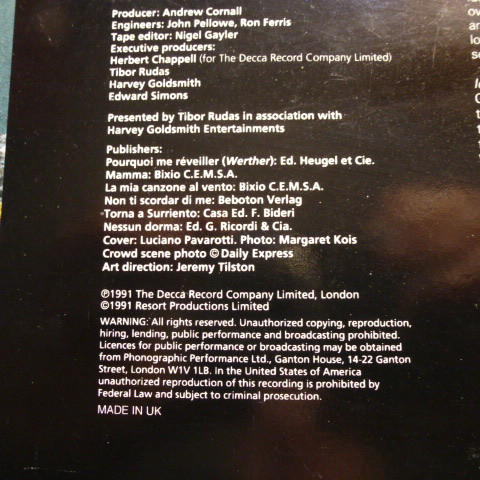 Producer: Andrew Cornall
Engineers: John Pellowe, Ron Ferris
Tape editor: Nigel Gayler
Executive producers:
Herbert Chappell (for The Decca Record Company Limited)
Tibor Rudas
Harvey Goldsmith
Edward Simons
Presented by Tibor Rudas in association with
Harvey Goldsmith Entertainments
Publishers:
Pourquoi me réveiller (Werther): Ed. Heugel et Cie.
Mamma: Bixio C.E.M.S.A.
La mia canzone al vento: Bixio C.E.M.S.A.
Non ti scordar di me: Beboton Verlag
Torna a Surriento: Casa Ed. F. Bideri
Nessun dorma: Ed. G. Ricordi & Cia.
Cover: Luciano Pavarotti. Photo: Margaret Kois
Crowd scene photo © Daily Express
Art direction: Jeremy Tilston
℗1991 The Decca Record Company Limited, London
©1991 Resort Productions Limited
WARNING: All rights reserved. Unauthorized copying, reproduction,
hiring, lending, public performance and broadcasting prohibited.
Licences for public performance or broadcasting may be obtained
from Phonographic Performance Ltd., Ganton House, 14-22 Ganton
Street, London W1V 1LB. In the United States of America
unauthorized reproduction of this recording is prohibited by
Federal Law and subject to criminal prosecution.
MADE IN UK